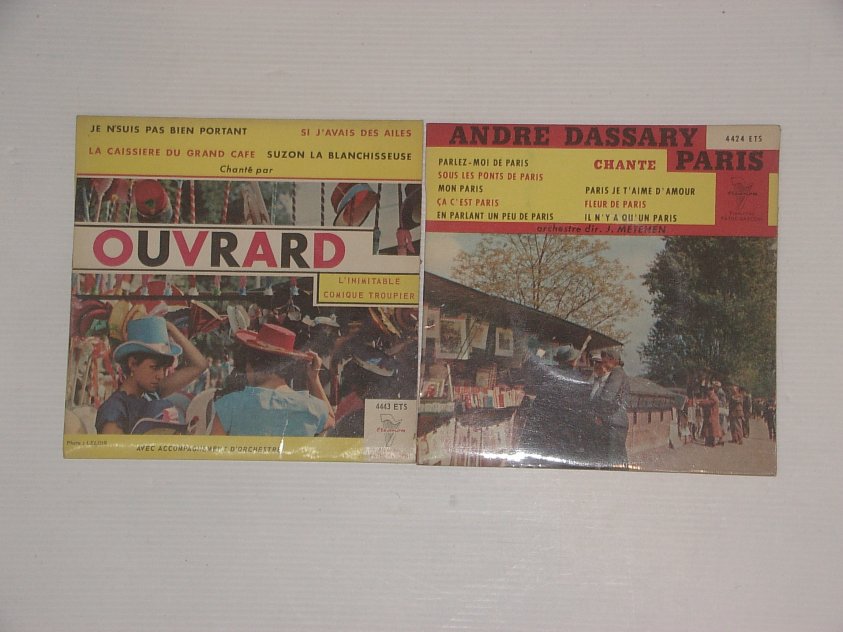 JE N'SUIS PAS BIEN PORTANT
SI J'AVAIS DES AILES
LA CAISSIERE DU GRAND CAFE
SUZON LA BLANCHISSEUSE
Chanté par
OUVRARD
L'INIMITABLE
COMIQUE TROUPIER
4443 ETS
Photo : LELOIR
AVEC ACCOMPAGNEMENT D'ORCHESTRE
ANDRE DASSARY
4424 ETS
CHANTE PARIS
PARLEZ-MOI DE PARIS
SOUS LES PONTS DE PARIS
MON PARIS
ÇA C'EST PARIS
EN PARLANT UN PEU DE PARIS
PARIS JE T'AIME D'AMOUR
FLEUR DE PARIS
IL N'Y A QU'UN PARIS
orchestre dir. J. METEHEN